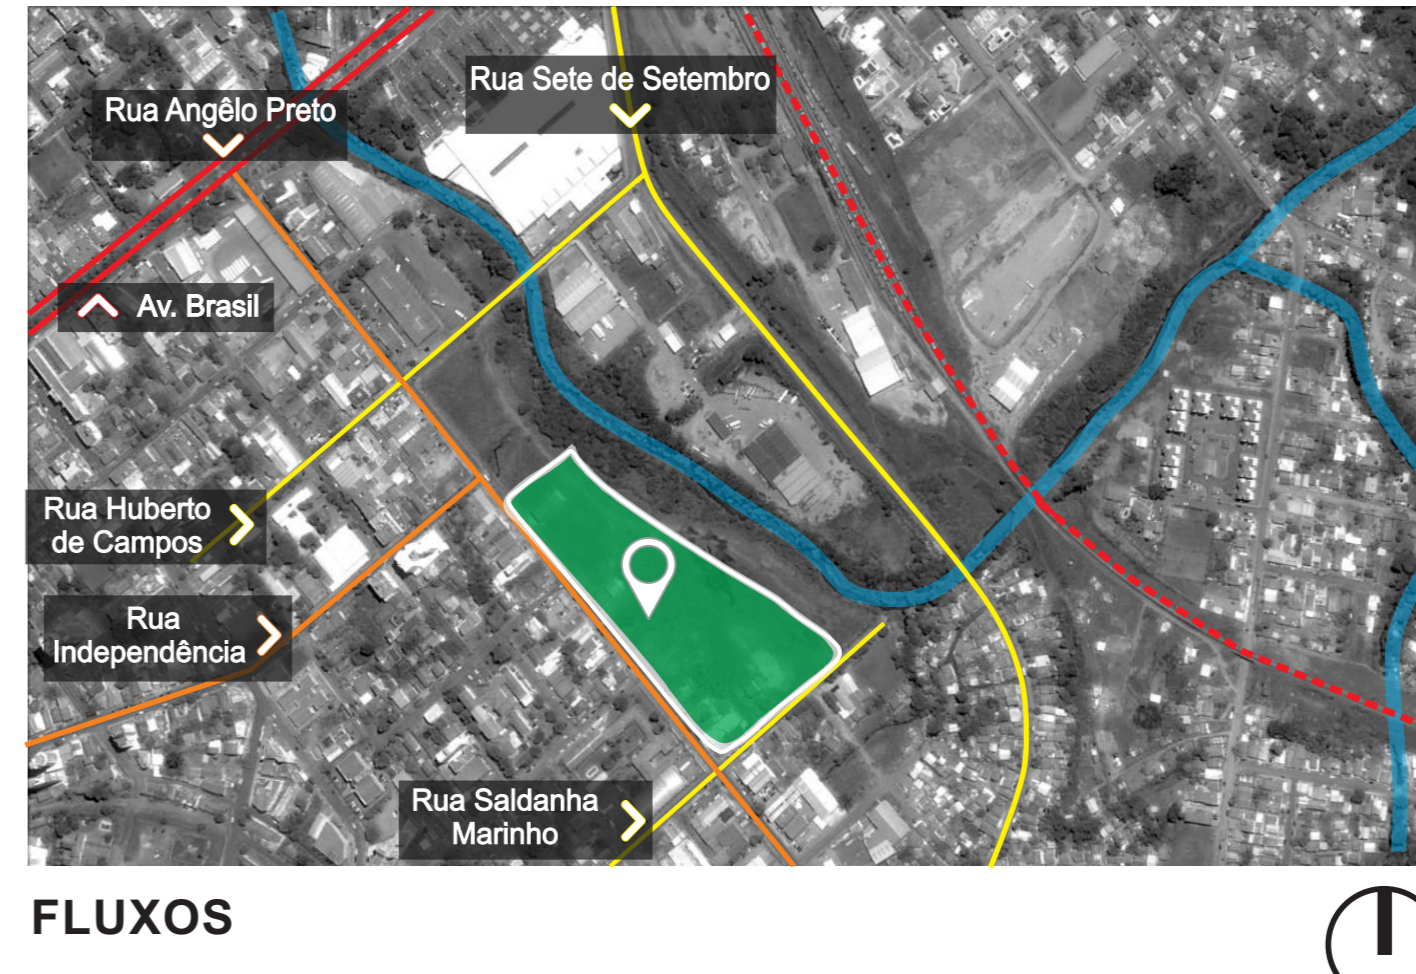 Rua Sete de Setembro
Rua Angêlo Preto
Av. Brasil
Rua Huberto
de Campos
Rua
Independência
Rua Saldanha
Marinho
FLUXOS